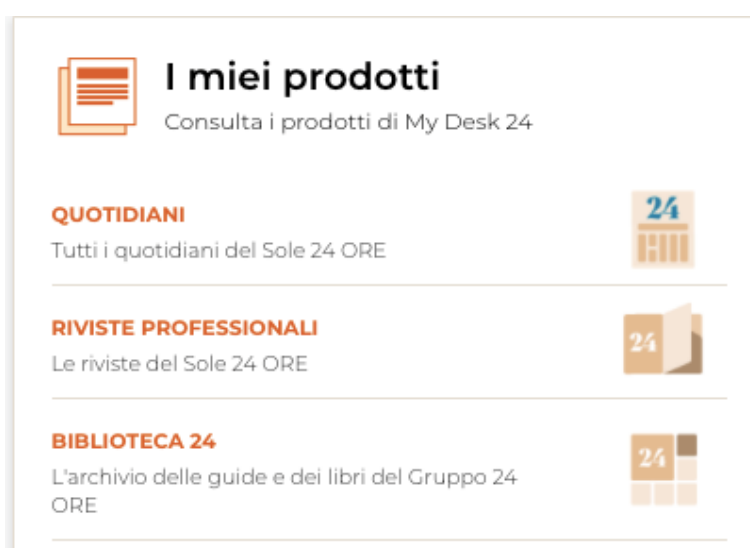 I miei prodotti
Consulta i prodotti di My Desk 24
QUOTIDIANI
24
Tutti i quotidiani del Sole 24 ORE
RIVISTE PROFESSIONALI
24
Le riviste del Sole 24 ORE
BIBLIOTECA 24
24
L'archivio delle guide e dei libri del Gruppo 24
ORE